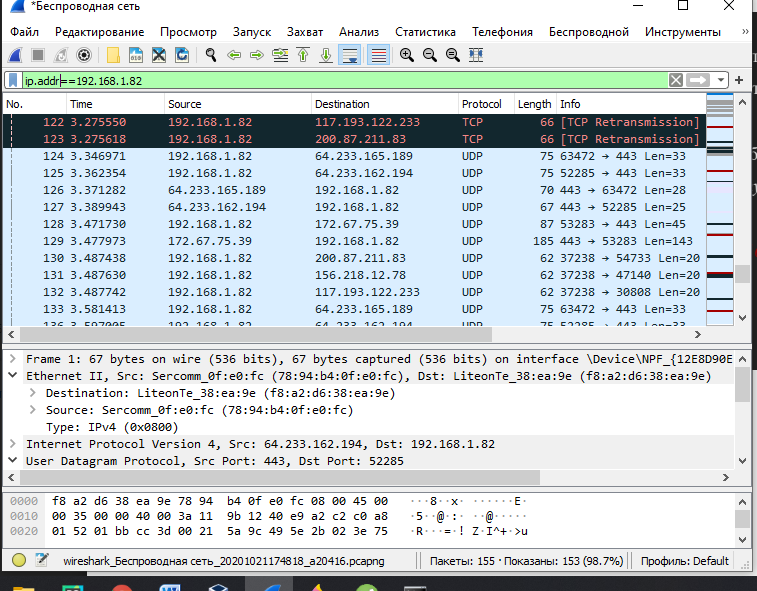 *Беспроводная сеть
Файл Редактирование Просмотр Запуск Захват Анализ Статистика Телефония Беспроводной Инструменты »
ip.addr==192.168.1.82
No. Time Source Destination Protocol Length Info
122 3.275550 192.168.1.82 117.193.122.233 TCP 66 [TCP Retransmission]
123 3.275618 192.168.1.82 200.87.211.83 TCP 66 [TCP Retransmission]
124 3.346971 192.168.1.82 64.233.165.189 UDP 75 63472 → 443 Len=33
125 3.362354 192.168.1.82 64.233.162.194 UDP 75 52285 → 443 Len=33
126 3.371282 64.233.165.189 192.168.1.82 UDP 70 443 → 63472 Len=28
127 3.389943 64.233.162.194 192.168.1.82 UDP 67 443 → 52285 Len=25
128 3.471730 192.168.1.82 172.67.75.39 UDP 87 53283 → 443 Len=45
129 3.477973 172.67.75.39 192.168.1.82 UDP 185 443 → 53283 Len=143
130 3.487438 192.168.1.82 200.87.211.83 UDP 62 37238 → 54733 Len=20
131 3.487630 192.168.1.82 156.218.12.78 UDP 62 37238 → 47140 Len=20
132 3.487742 192.168.1.82 117.193.122.233 UDP 62 37238 → 30808 Len=20
133 3.581413 192.168.1.82 64.233.165.189 UDP 75 63472 → 443 Len=33
136 3.597005 192.168.1.82 64.233.162.194 UDP 75 52285 → 443 Len=33
Frame 1: 67 bytes on wire (536 bits), 67 bytes captured (536 bits) on interface \Device\NPF_{12E8D90E
Ethernet II, Src: Sercomm_0f:e0:fc (78:94:b4:0f:e0:fc), Dst: LiteonTe_38:ea:9e (f8:a2:d6:38:ea:9e)
Destination: LiteonTe_38:ea:9e (f8:a2:d6:38:ea:9e)
Source: Sercomm_0f:e0:fc (78:94:b4:0f:e0:fc)
Type: IPv4 (0x0800)
Internet Protocol Version 4, Src: 64.233.162.194, Dst: 192.168.1.82
User Datagram Protocol, Src Port: 443, Dst Port: 52285
0000 f8 a2 d6 38 ea 9e 78 94 b4 0f e0 fc 08 00 45 00 ···8··x· ······E·
0010 00 35 00 00 40 00 3a 11 9b 12 40 e9 a2 c2 c0 a8 ·5··@·:· ··@·····
0020 01 52 01 bb cc 3d 00 21 5a 9c 49 5e 2b 02 3e 75 ·R···=·! Z·I^+·>u
wireshark_Беспроводная сеть_20201021174818_a20416.pcapng Пакеты: 155 · Показаны: 153 (98.7%) Профиль: Default